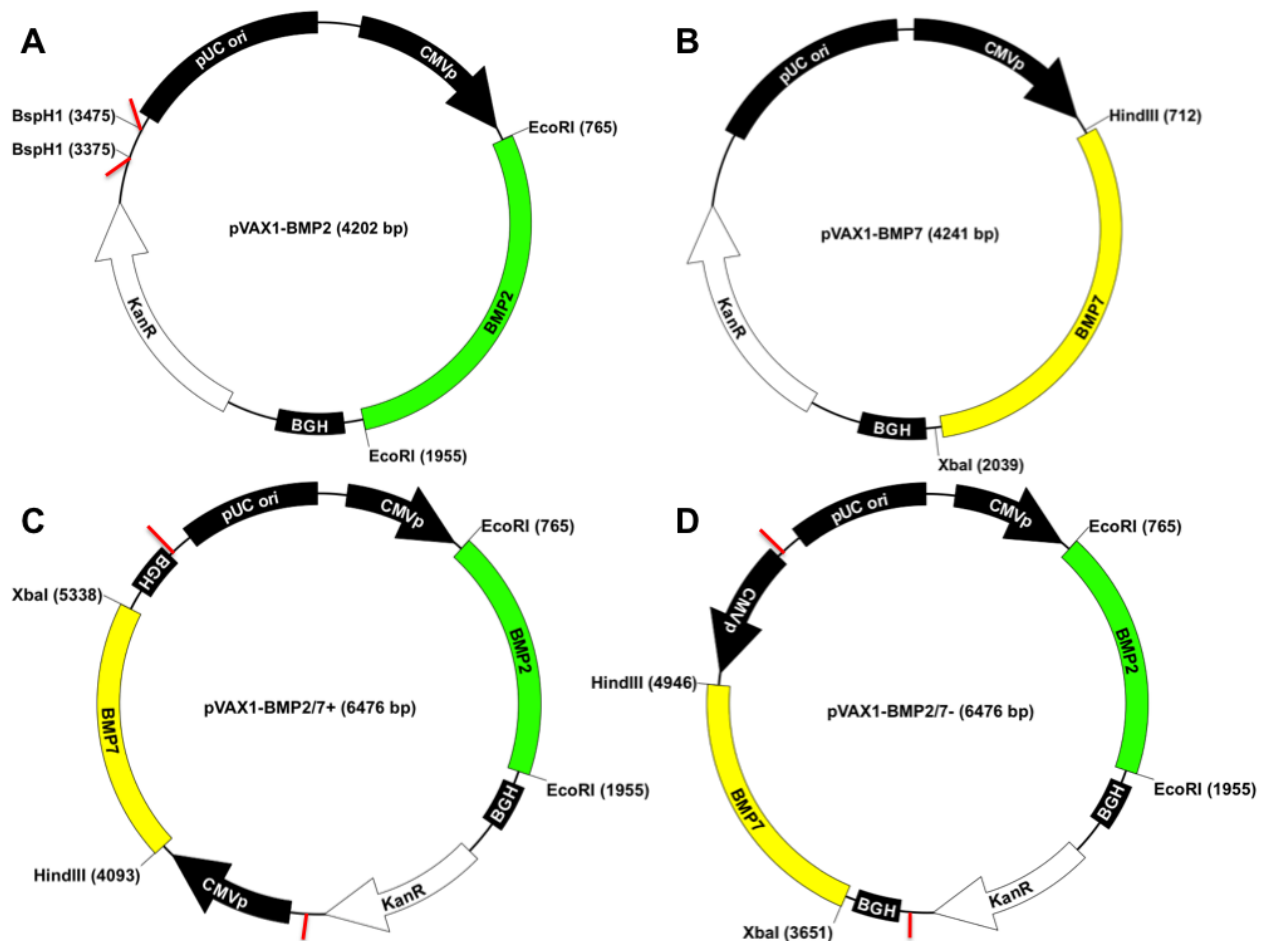 A
pUC ori
CMVp
BspH1 (3475)
BspH1 (3375)
EcoRI (765)
pVAX1-BMP2 (4202 bp)
BMP2
KanR
BGH
EcoRI (1955)
B
pUC ori
CMVp
HindIII (712)
pVAX1-BMP7 (4241 bp)
BMP7
KanR
BGH
XbaI (2039)
C
pUC ori
CMVp
EcoRI (765)
BGH
XbaI (5338)
BMP2
pVAX1-BMP2/7+ (6476 bp)
BMP7
EcoRI (1955)
BGH
HindIII (4093)
CMVp
KanR
D
pUC ori
CMVp
EcoRI (765)
CMVp
BMP2
HindIII (4946)
pVAX1-BMP2/7- (6476 bp)
BMP7
EcoRI (1955)
BGH
KanR
BGH
XbaI (3651)